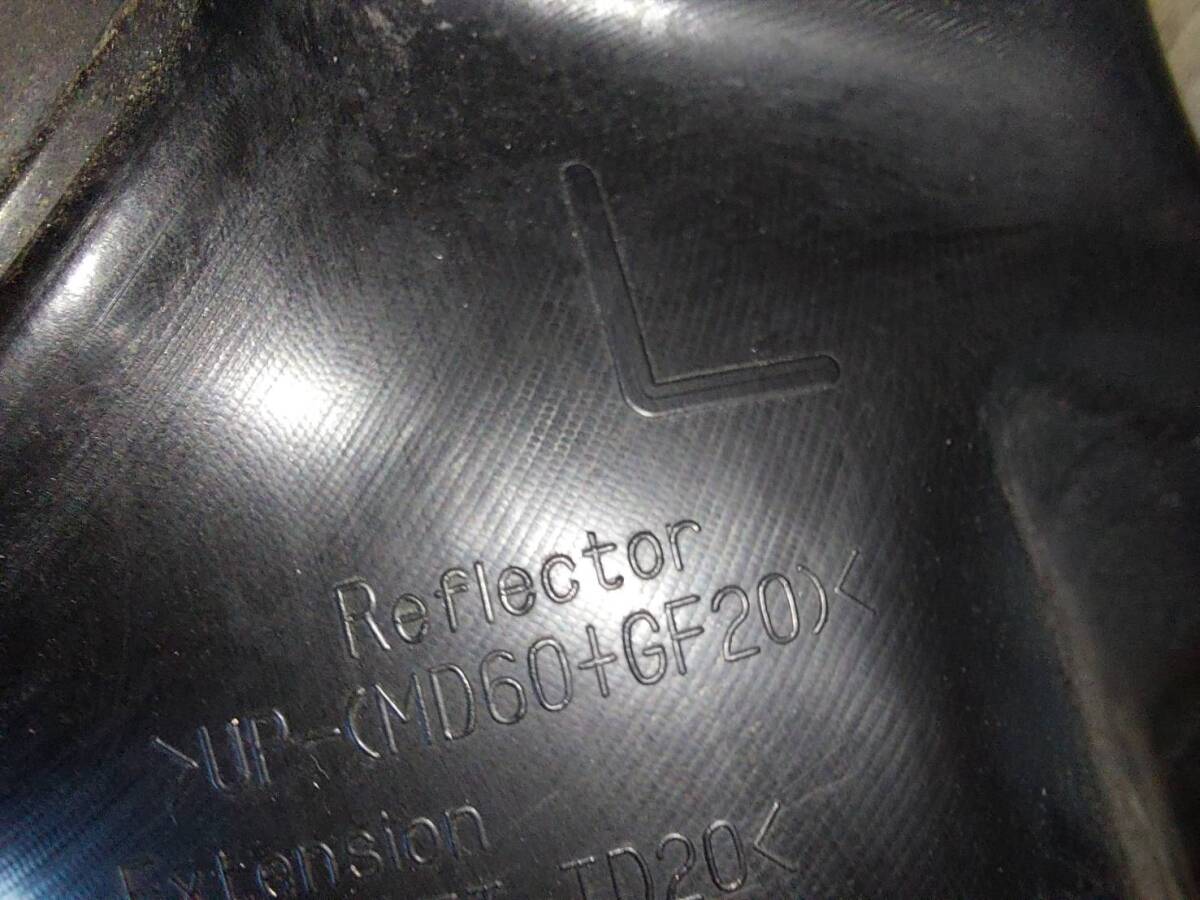 L
Reflector
>UP-(MD60+GF20)<
Extension
TD20<